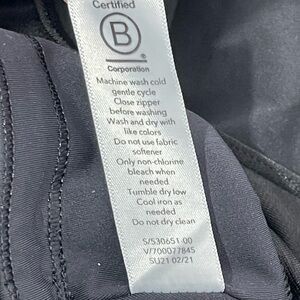 Certified
B
Corporation
Machine wash cold
gentle cycle
Close zipper
before washing
Wash and dry with
like colors
Do not use fabric
softener
Only non-chlorine
bleach when
needed
Tumble dry low
Cool iron as
needed
Do not dry clean
S/530651-00
V/700077845
SU21 02/21